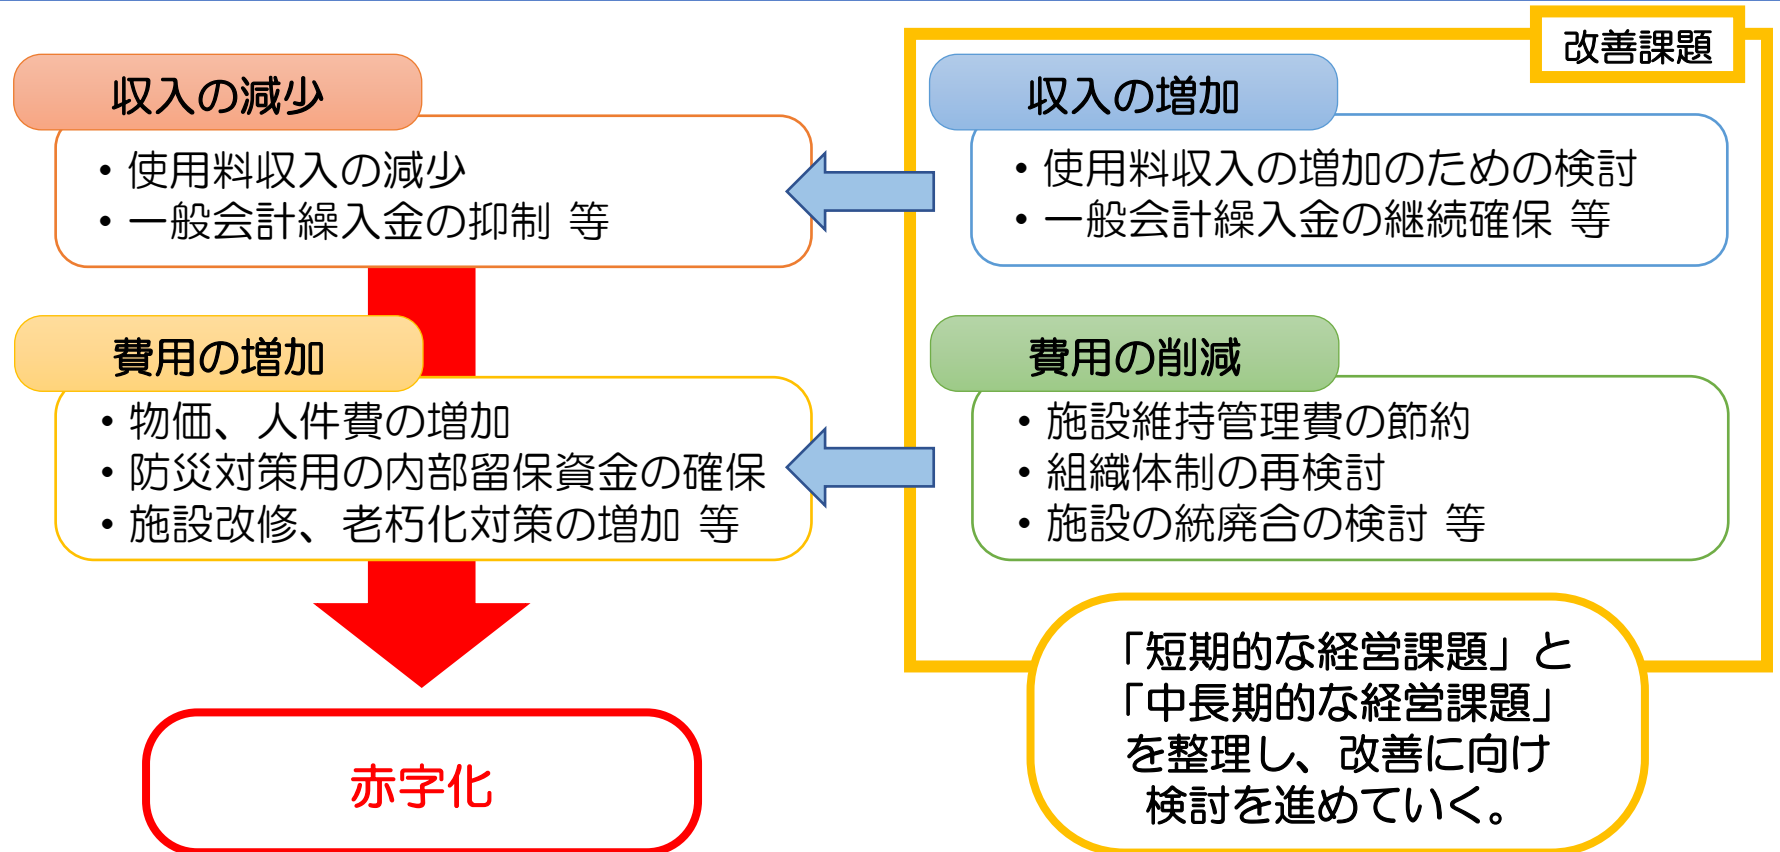 収入の減少
・使用料収入の減少
・一般会計繰入金の抑制 等
費用の増加
・物価、人件費の増加
・防災対策用の内部留保資金の確保
・施設改修、老朽化対策の増加 等
赤字化
改善課題
収入の増加
・使用料収入の増加のための検討
・一般会計繰入金の継続確保 等
費用の削減
・施設維持管理費の節約
・組織体制の再検討
・施設の統廃合の検討 等
「短期的な経営課題」と
「中長期的な経営課題」
を整理し、改善に向け
検討を進めていく。